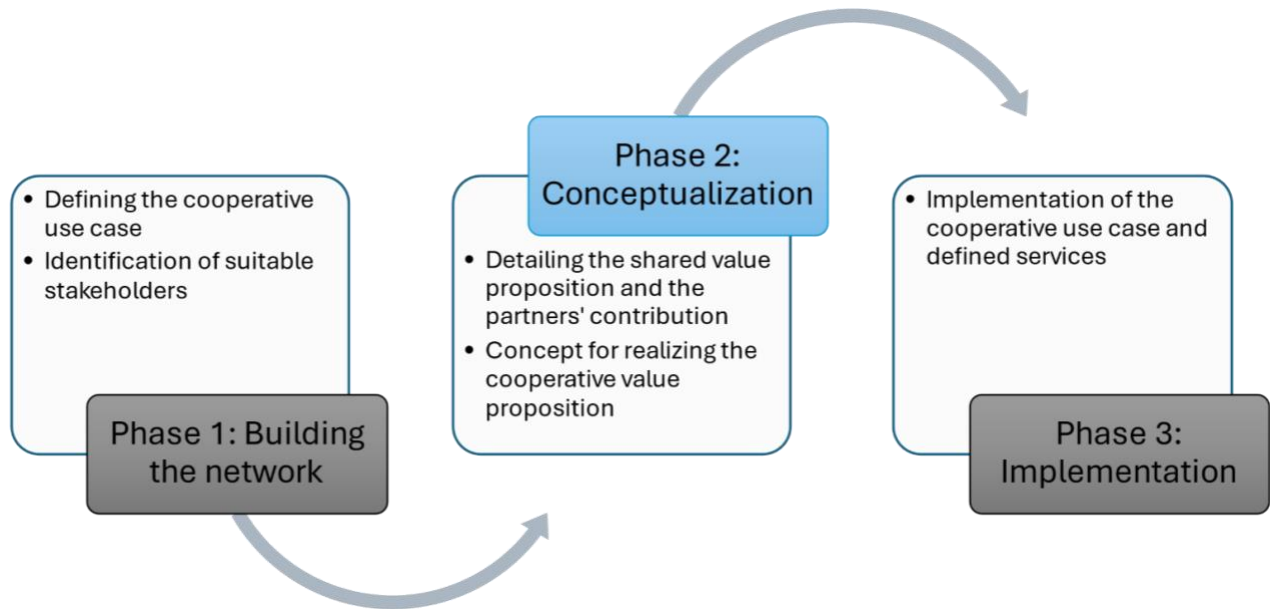 • Defining the cooperative
use case
• Identification of suitable
stakeholders
Phase 1: Building
the network
Phase 2:
Conceptualization
• Detailing the shared value
proposition and the
partners' contribution
• Concept for realizing the
cooperative value
proposition
• Implementation of the
cooperative use case and
defined services
Phase 3:
Implementation